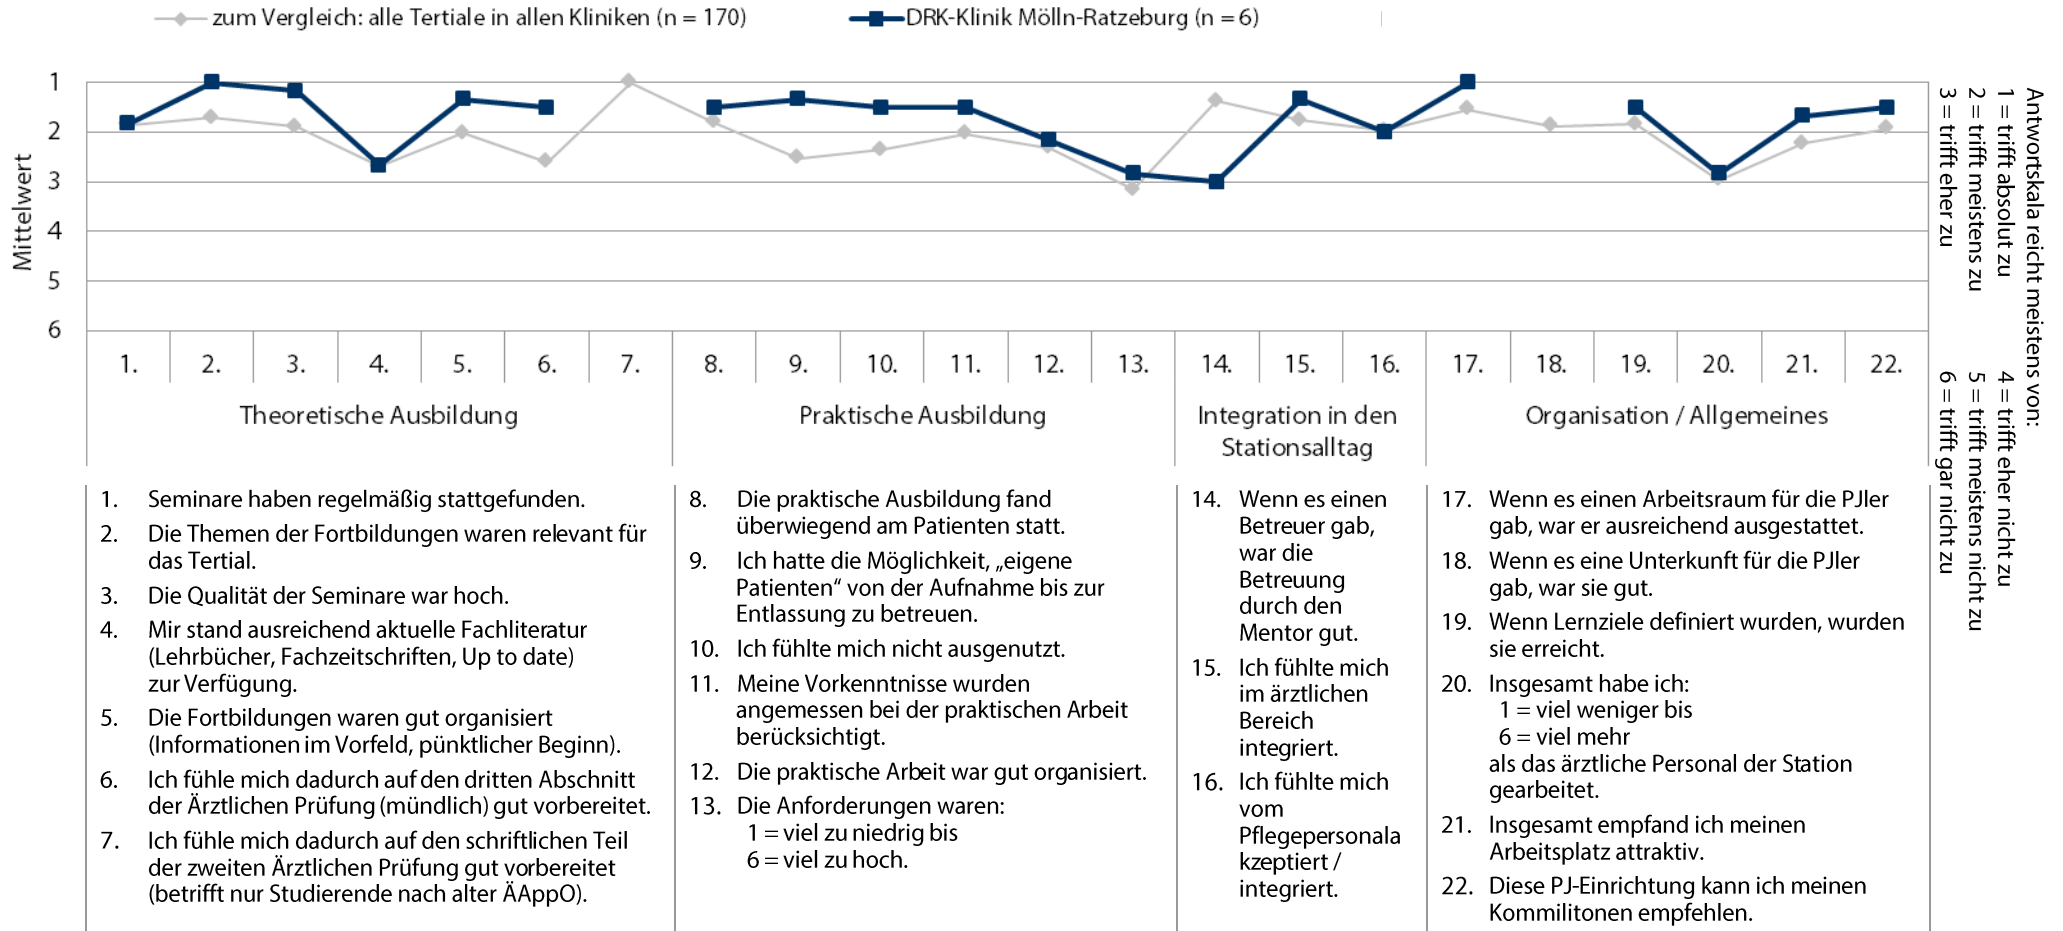 zum Vergleich: alle Tertiale in allen Kliniken (n = 170)
DRK-Klinik Mölln-Ratzeburg (n = 6)
Mittelwert
1
2
3
4
5
6
1. 2. 3. 4. 5. 6. 7. 8. 9. 10. 11. 12. 13. 14. 15. 16. 17. 18. 19. 20. 21. 22.
Theoretische Ausbildung
Praktische Ausbildung
Integration in den
Stationsalltag
Organisation / Allgemeines
Antwortskala reicht meistens von:
1 = trifft absolut zu
2 = trifft meistens zu
3 = trifft eher zu
4 = trifft eher nicht zu
5 = trifft meistens nicht zu
6 = trifft gar nicht zu
1. Seminare haben regelmäßig stattgefunden.
2. Die Themen der Fortbildungen waren relevant für
das Tertial.
3. Die Qualität der Seminare war hoch.
4. Mir stand ausreichend aktuelle Fachliteratur
(Lehrbücher, Fachzeitschriften, Up to date)
zur Verfügung.
5. Die Fortbildungen waren gut organisiert
(Informationen im Vorfeld, pünktlicher Beginn).
6. Ich fühle mich dadurch auf den dritten Abschnitt
der Ärztlichen Prüfung (mündlich) gut vorbereitet.
7. Ich fühle mich dadurch auf den schriftlichen Teil
der zweiten Ärztlichen Prüfung gut vorbereitet
(betrifft nur Studierende nach alter ÄAppO).
8. Die praktische Ausbildung fand
überwiegend am Patienten statt.
9. Ich hatte die Möglichkeit, „eigene
Patienten“ von der Aufnahme bis zur
Entlassung zu betreuen.
10. Ich fühlte mich nicht ausgenutzt.
11. Meine Vorkenntnisse wurden
angemessen bei der praktischen Arbeit
berücksichtigt.
12. Die praktische Arbeit war gut organisiert.
13. Die Anforderungen waren:
1 = viel zu niedrig bis
6 = viel zu hoch.
14. Wenn es einen
Betreuer gab,
war die
Betreuung
durch den
Mentor gut.
15. Ich fühlte mich
im ärztlichen
Bereich
integriert.
16. Ich fühlte mich
vom
Pflegepersonala
kzeptiert /
integriert.
17. Wenn es einen Arbeitsraum für die PJler
gab, war er ausreichend ausgestattet.
18. Wenn es eine Unterkunft für die PJler
gab, war sie gut.
19. Wenn Lernziele definiert wurden, wurden
sie erreicht.
20. Insgesamt habe ich:
1 = viel weniger bis
6 = viel mehr
als das ärztliche Personal der Station
gearbeitet.
21. Insgesamt empfand ich meinen
Arbeitsplatz attraktiv.
22. Diese PJ-Einrichtung kann ich meinen
Kommilitonen empfehlen.